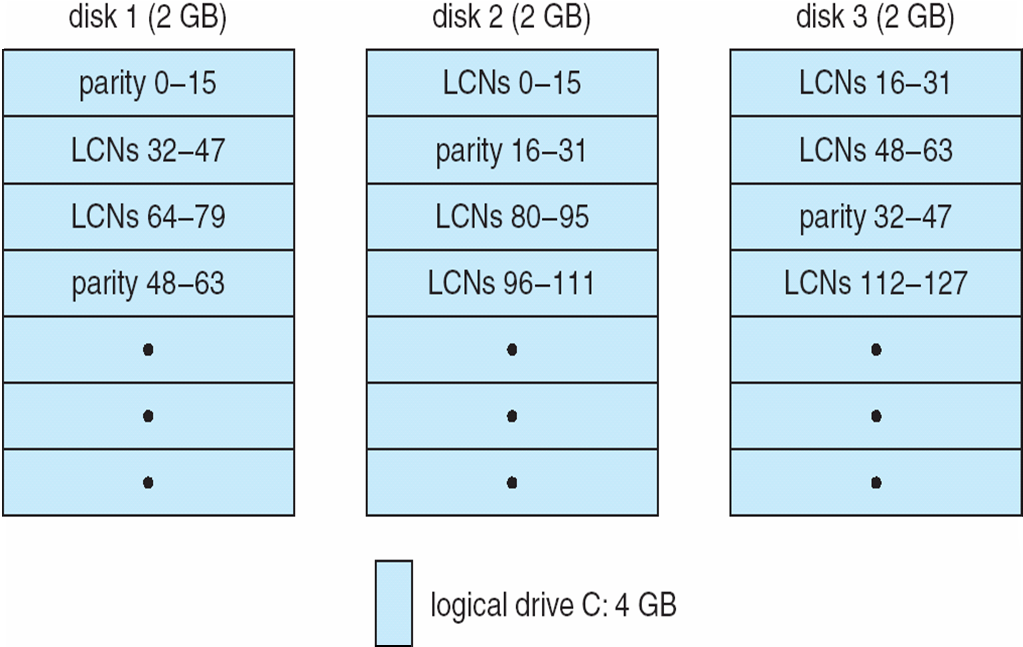 disk 1 (2 GB) disk 2 (2 GB) disk 3 (2 GB)
parity 0–15 LCNs 0–15 LCNs 16–31
LCNs 32–47 parity 16–31 LCNs 48–63
LCNs 64–79 LCNs 80–95 parity 32–47
parity 48–63 LCNs 96–111 LCNs 112–127
logical drive C: 4 GB